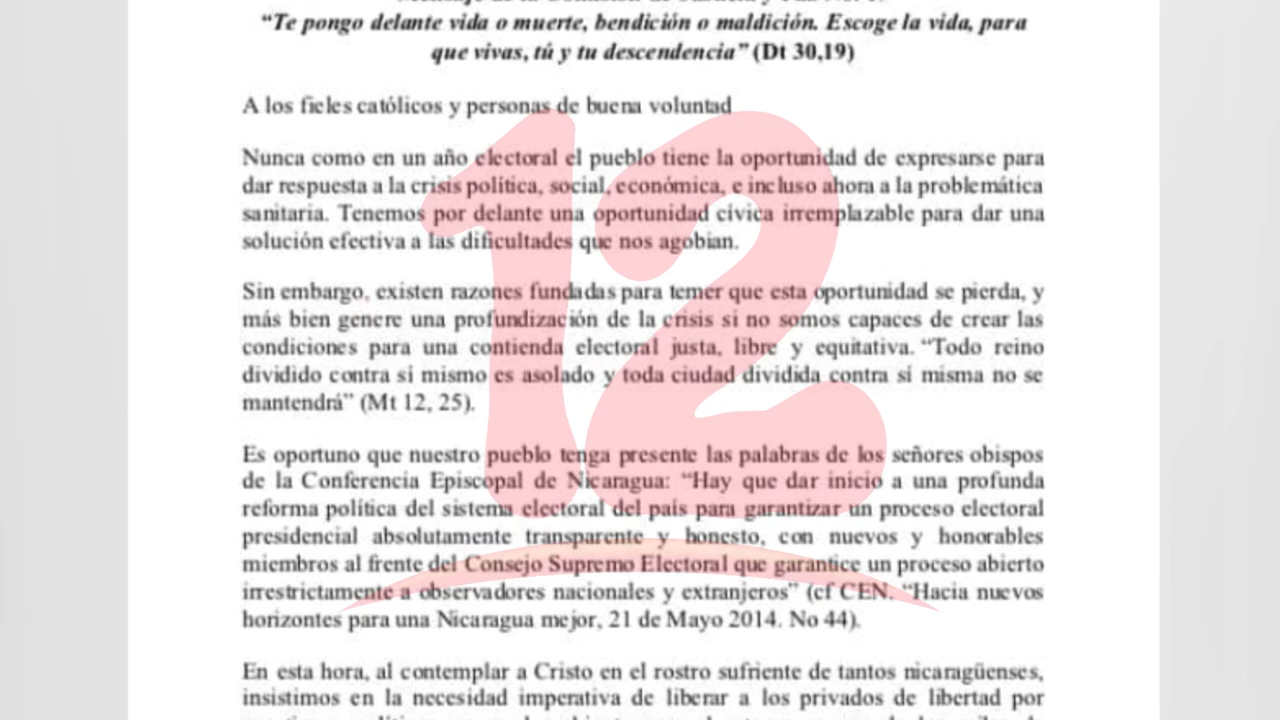 “Te pongo delante vida o muerte, bendición o maldición. Escoge la vida, para
que vivas, tú y tu descendencia” (Dt 30,19)
A los fieles católicos y personas de buena voluntad
Nunca como en un año electoral el pueblo tiene la oportunidad de expresarse para
dar respuesta a la crisis política, social, económica, e incluso ahora a la problemática
sanitaria. Tenemos por delante una oportunidad cívica irremplazable para dar una
solución efectiva a las dificultades que nos agobian.
Sin embargo, existen razones fundadas para temer que esta oportunidad se pierda, y
más bien genere una profundización de la crisis si no somos capaces de crear las
condiciones para una contienda electoral justa, libre y equitativa. “Todo reino
dividido contra sí mismo es asolado y toda ciudad dividida contra sí misma no se
mantendrá” (Mt 12, 25).
Es oportuno que nuestro pueblo tenga presente las palabras de los señores obispos
de la Conferencia Episcopal de Nicaragua: “Hay que dar inicio a una profunda
reforma política del sistema electoral del país para garantizar un proceso electoral
presidencial absolutamente transparente y honesto, con nuevos y honorables
miembros al frente del Consejo Supremo Electoral que garantice un proceso abierto
irrestrictamente a observadores nacionales y extranjeros” (cf CEN. “Hacia nuevos
horizontes para una Nicaragua mejor, 21 de Mayo 2014. No 44).
En esta hora, al contemplar a Cristo en el rostro sufriente de tantos nicaragüenses,
insistimos en la necesidad imperativa de liberar a los privados de libertad por
12